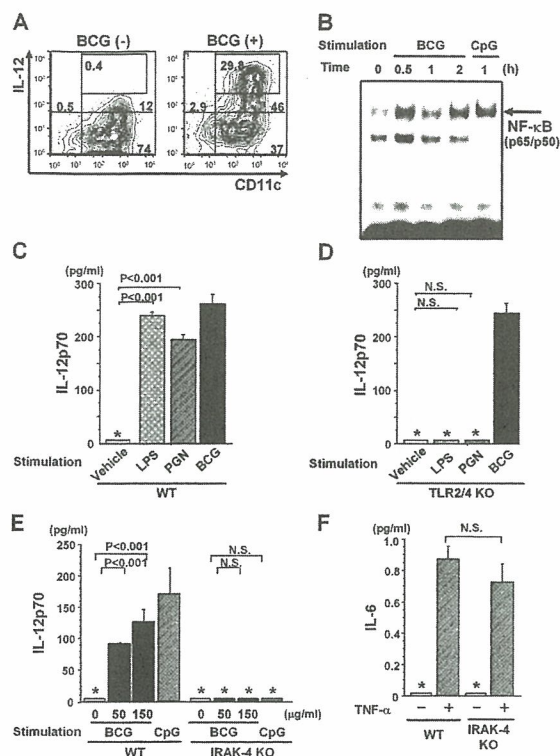 A
BCG (-)
BCG (+)
IL-12
0.4
0.5
12
74
29.8
2.9
46
37
CD11c
B
Stimulation BCG CpG
Time 0 0.5 1 2 1 (h)
NF-κB
(p65/p50)
C
(pg/ml)
P<0.001
P<0.001
IL-12p70
300
200
100
0
*
Stimulation
Vehicle LPS PGN BCG
WT
D
(pg/ml)
N.S.
N.S.
IL-12p70
300
200
100
0
* * *
Stimulation
Vehicle LPS PGN BCG
TLR2/4 KO
E
(pg/ml)
P<0.001
P<0.001
N.S.
N.S.
IL-12p70
250
200
150
100
50
0
* * * * *
0 50 150 0 50 150 (μg/ml)
Stimulation BCG CpG BCG CpG
WT IRAK-4 KO
F
(μg/ml)
N.S.
IL-6
1.0
0.8
0.6
0.4
0.2
0
* *
TNF-α − + − +
WT IRAK-4
KO